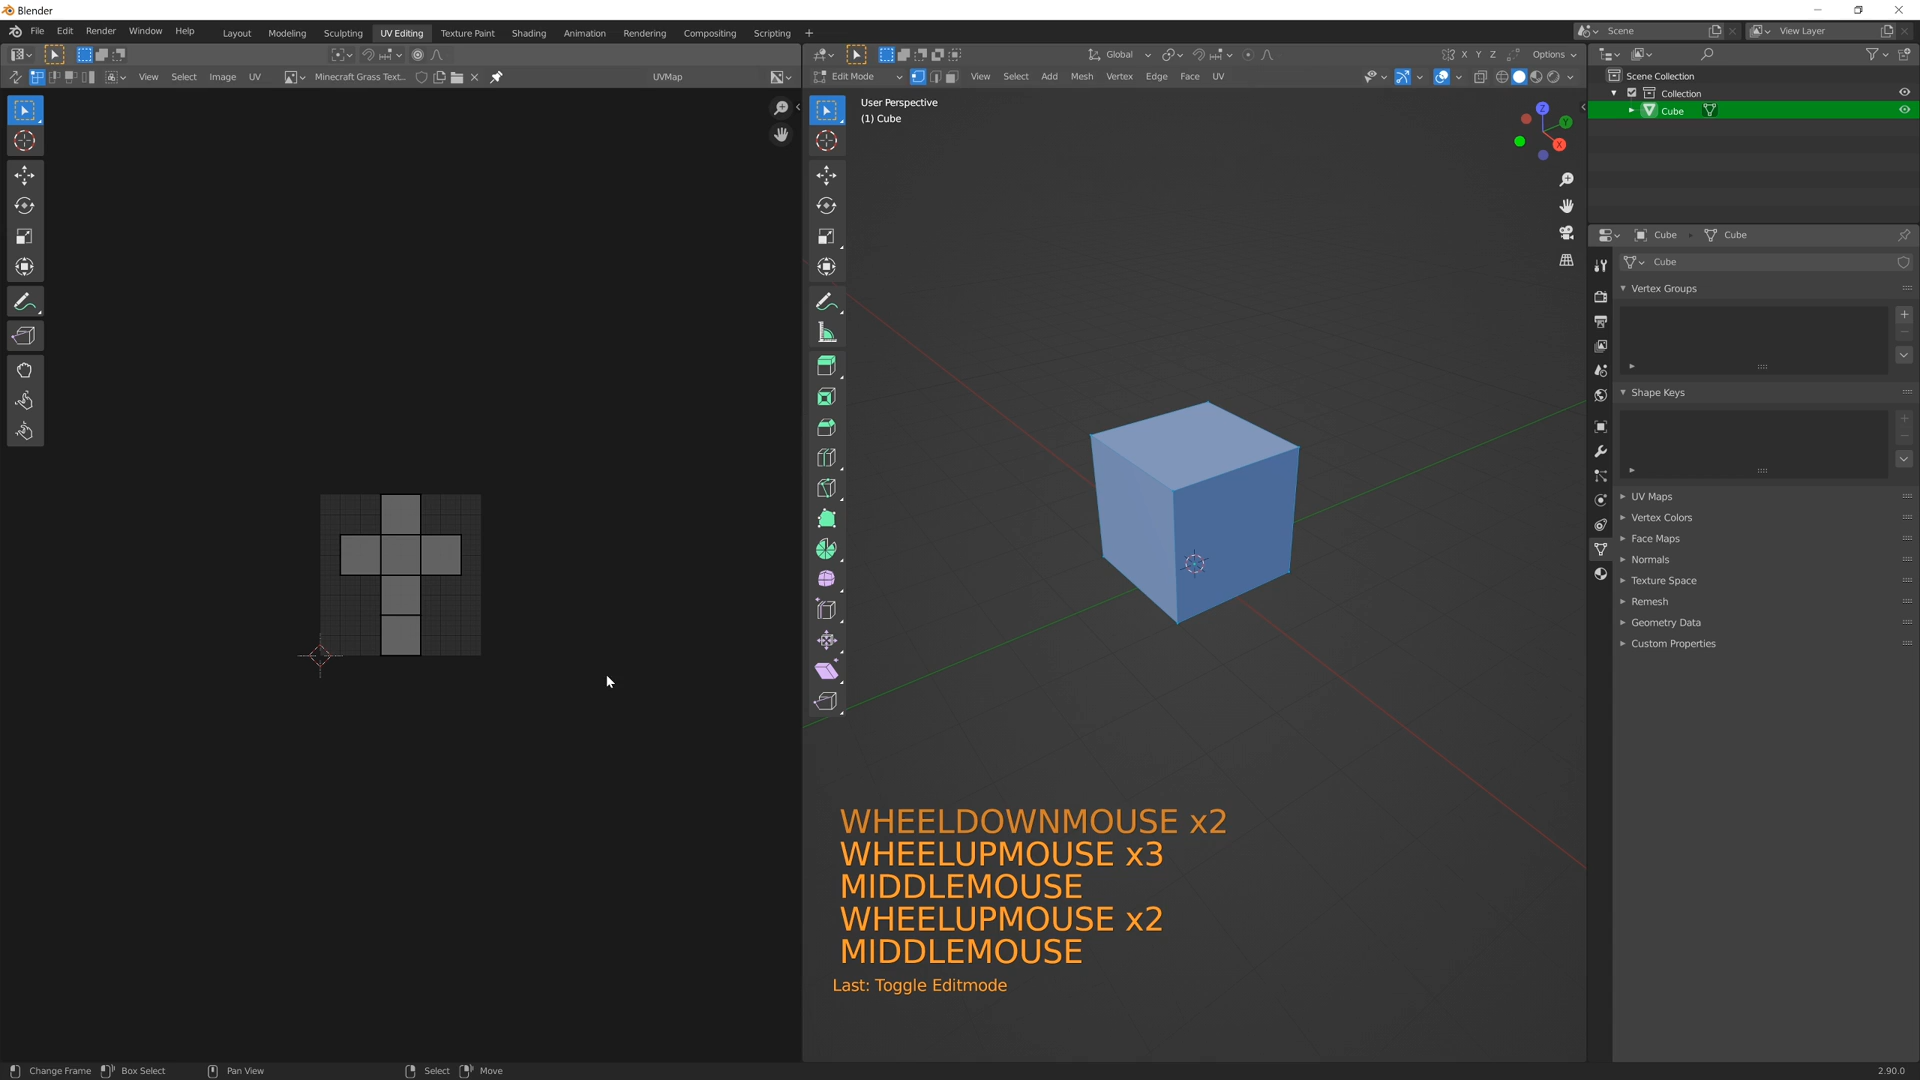 Blender
File Edit Render Window Help Layout Modeling Sculpting UV Editing Texture Paint Shading Animation Rendering Compositing Scripting + Scene View Layer
Global X Y Z Options
View Select Image UV Minecraft Grass Text... UVMap Edit Mode View Select Add Mesh Vertex Edge Face UV
Scene Collection
Collection
Cube
User Perspective
(1) Cube
Z
Y
X
Cube Cube
Cube
Vertex Groups
Shape Keys
UV Maps
Vertex Colors
Face Maps
Normals
Texture Space
Remesh
Geometry Data
Custom Properties
WHEELDOWNMOUSE x2
WHEELUPMOUSE x3
MIDDLEMOUSE
WHEELUPMOUSE x2
MIDDLEMOUSE
Last: Toggle Editmode
Change Frame Box Select Pan View Select Move 2.90.0